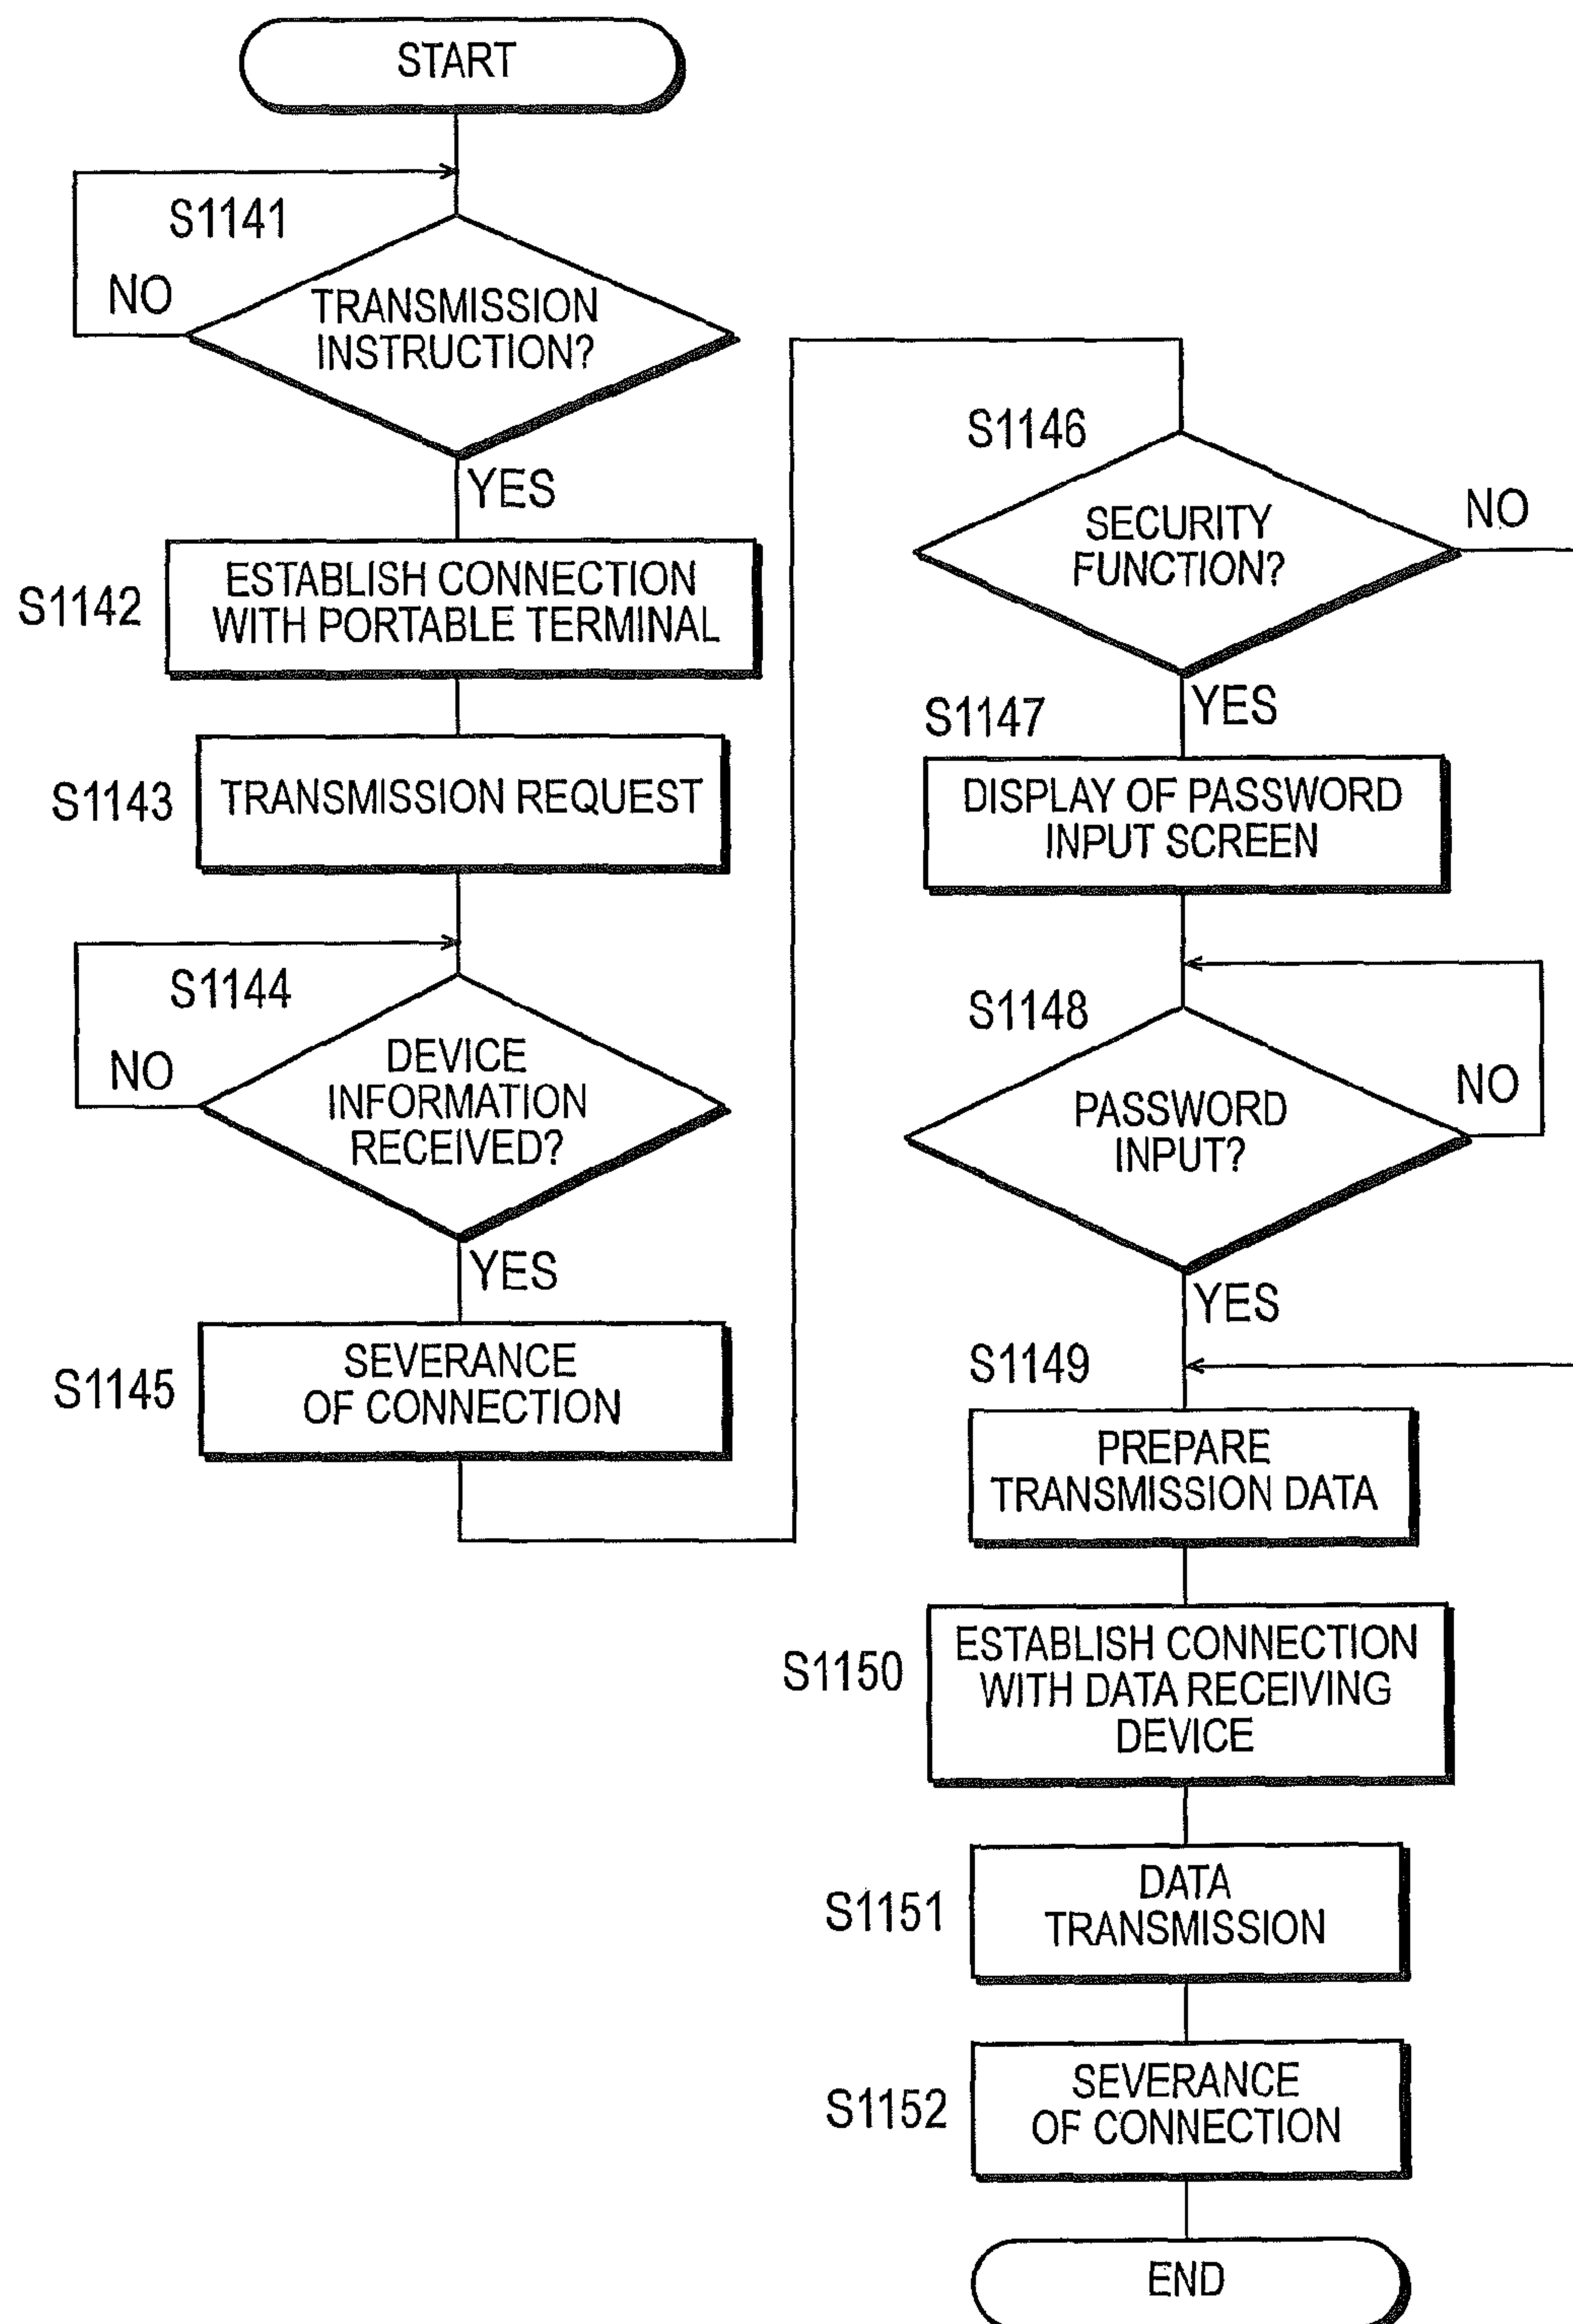 START
S1141
NO
TRANSMISSION
INSTRUCTION?
YES
S1142
ESTABLISH CONNECTION
WITH PORTABLE TERMINAL
S1143
TRANSMISSION REQUEST
S1144
NO
DEVICE
INFORMATION
RECEIVED?
YES
S1145
SEVERANCE
OF CONNECTION
S1146
NO
SECURITY
FUNCTION?
YES
S1147
DISPLAY OF PASSWORD
INPUT SCREEN
S1148
NO
PASSWORD
INPUT?
YES
S1149
PREPARE
TRANSMISSION DATA
S1150
ESTABLISH CONNECTION
WITH DATA RECEIVING
DEVICE
S1151
DATA
TRANSMISSION
S1152
SEVERANCE
OF CONNECTION
END